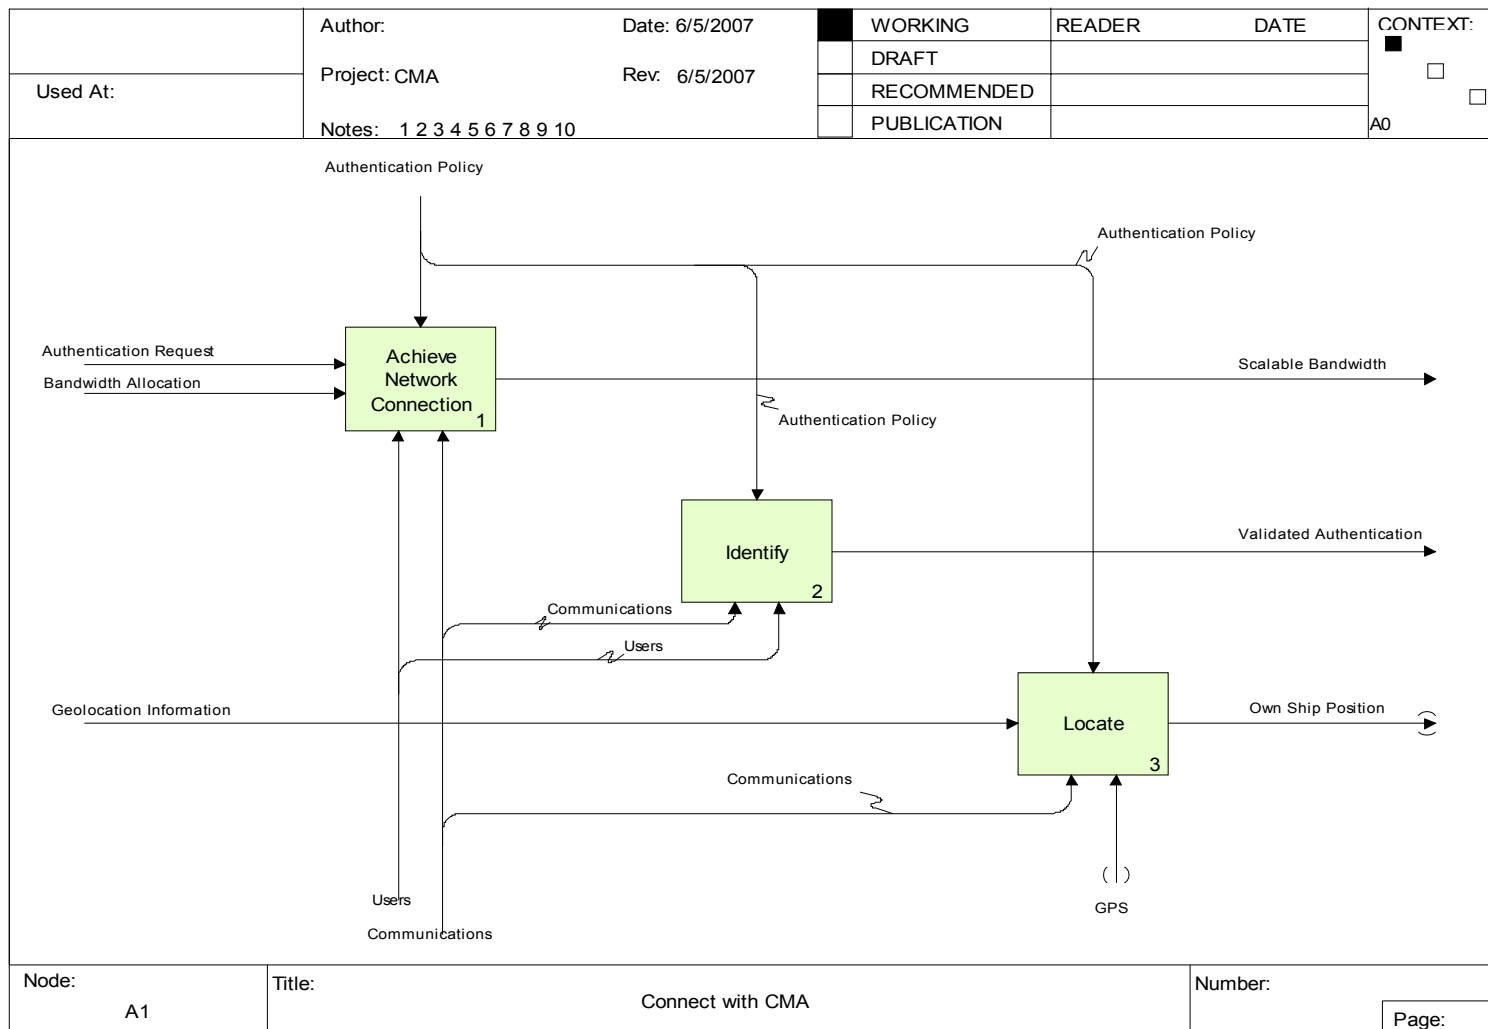 Used At:
Author:
Date: 6/5/2007
Project: CMA
Rev: 6/5/2007
Notes: 1 2 3 4 5 6 7 8 9 10
WORKING
DRAFT
RECOMMENDED
PUBLICATION
READER
DATE
CONTEXT:
A0
Authentication Policy
Authentication Policy
Authentication Request
Bandwidth Allocation
Achieve
Network
Connection
1
Scalable Bandwidth
Authentication Policy
Identify
2
Validated Authentication
Communications
Users
Geolocation Information
Locate
3
Own Ship Position
Communications
Users
GPS
Communications
Node:
A1
Title:
Connect with CMA
Number:
Page: